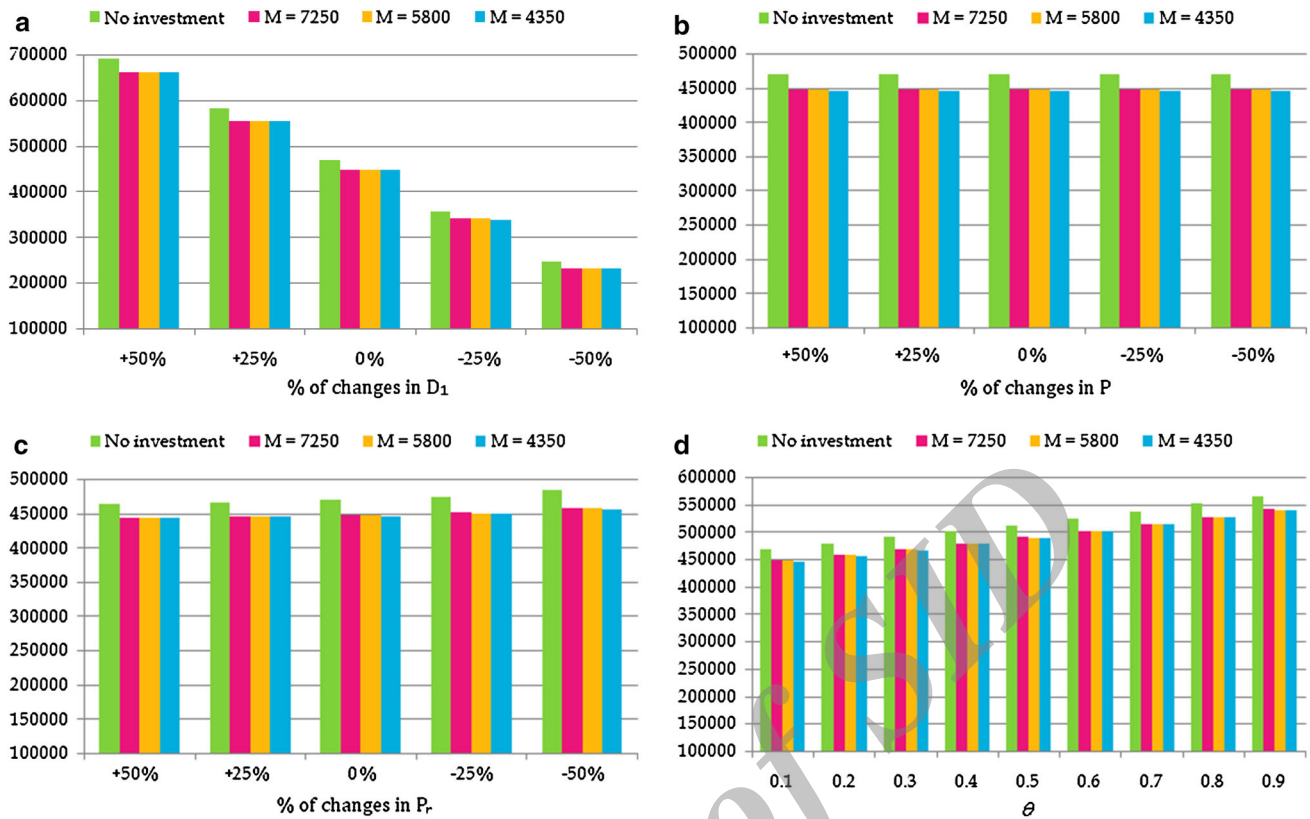 a
No investment M = 7250 M = 5800 M = 4350
700000
600000
500000
400000
300000
200000
100000
+50% +25% 0% -25% -50%
% of changes in D₁
b
No investment M = 7250 M = 5800 M = 4350
500000
450000
400000
350000
300000
250000
200000
150000
100000
+50% +25% 0% -25% -50%
% of changes in P
c
No investment M = 7250 M = 5800 M = 4350
500000
450000
400000
350000
300000
250000
200000
150000
100000
+50% +25% 0% -25% -50%
% of changes in Pᵣ
d
No investment M = 7250 M = 5800 M = 4350
600000
550000
500000
450000
400000
350000
300000
250000
200000
150000
100000
0.1 0.2 0.3 0.4 0.5 0.6 0.7 0.8 0.9
θ
of SID